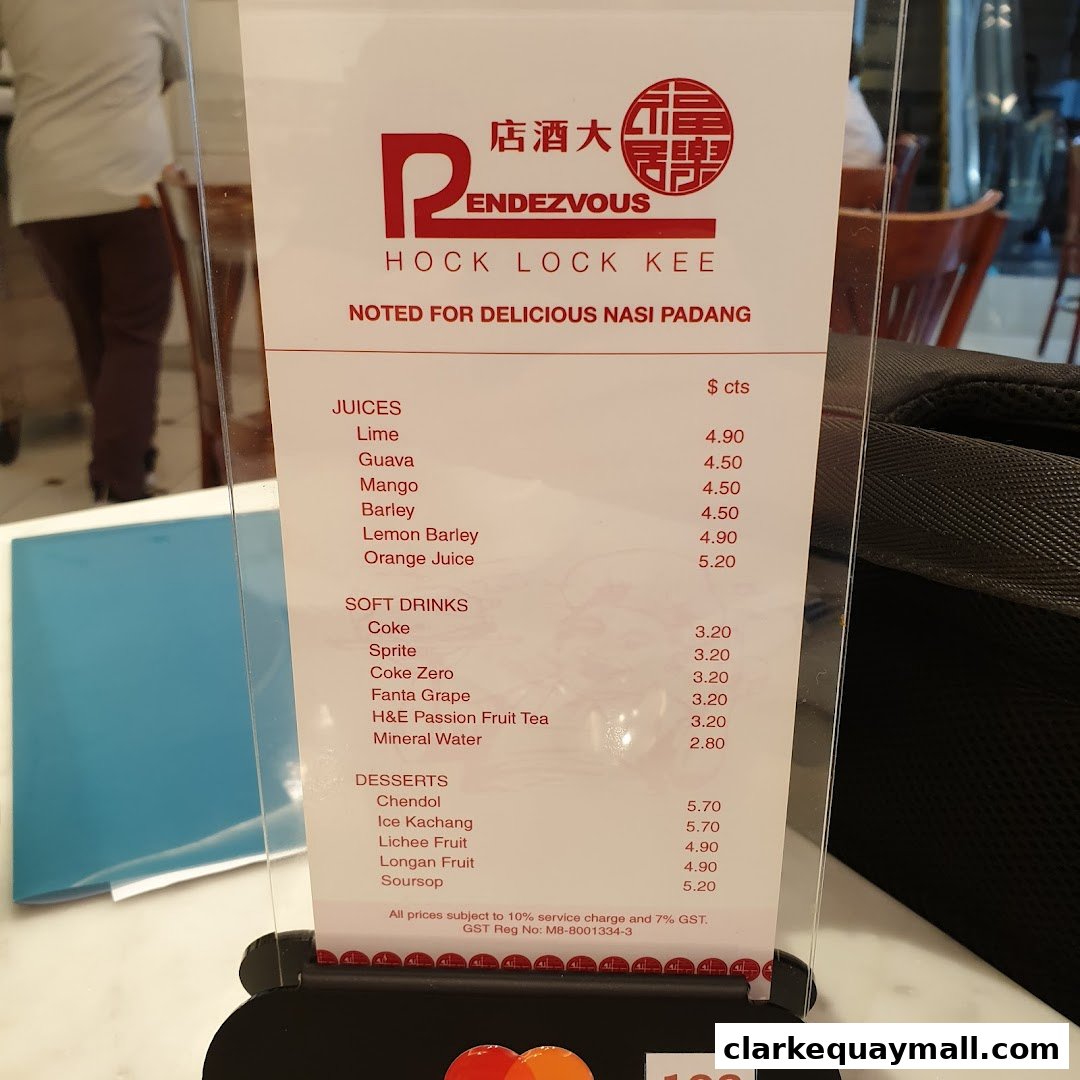 店酒大
福樂居
RENDEZVOUS
HOCK LOCK KEE
NOTED FOR DELICIOUS NASI PADANG
$ cts
JUICES
Lime 4.90
Guava 4.50
Mango 4.50
Barley 4.50
Lemon Barley 4.90
Orange Juice 5.20
SOFT DRINKS
Coke 3.20
Sprite 3.20
Coke Zero 3.20
Fanta Grape 3.20
H&E Passion Fruit Tea 3.20
Mineral Water 2.80
DESSERTS
Chendol 5.70
Ice Kachang 5.70
Lichee Fruit 4.90
Longan Fruit 4.90
Soursop 5.20
All prices subject to 10% service charge and 7% GST.
GST Reg No: M8-8001334-3
clarkequaymall.com